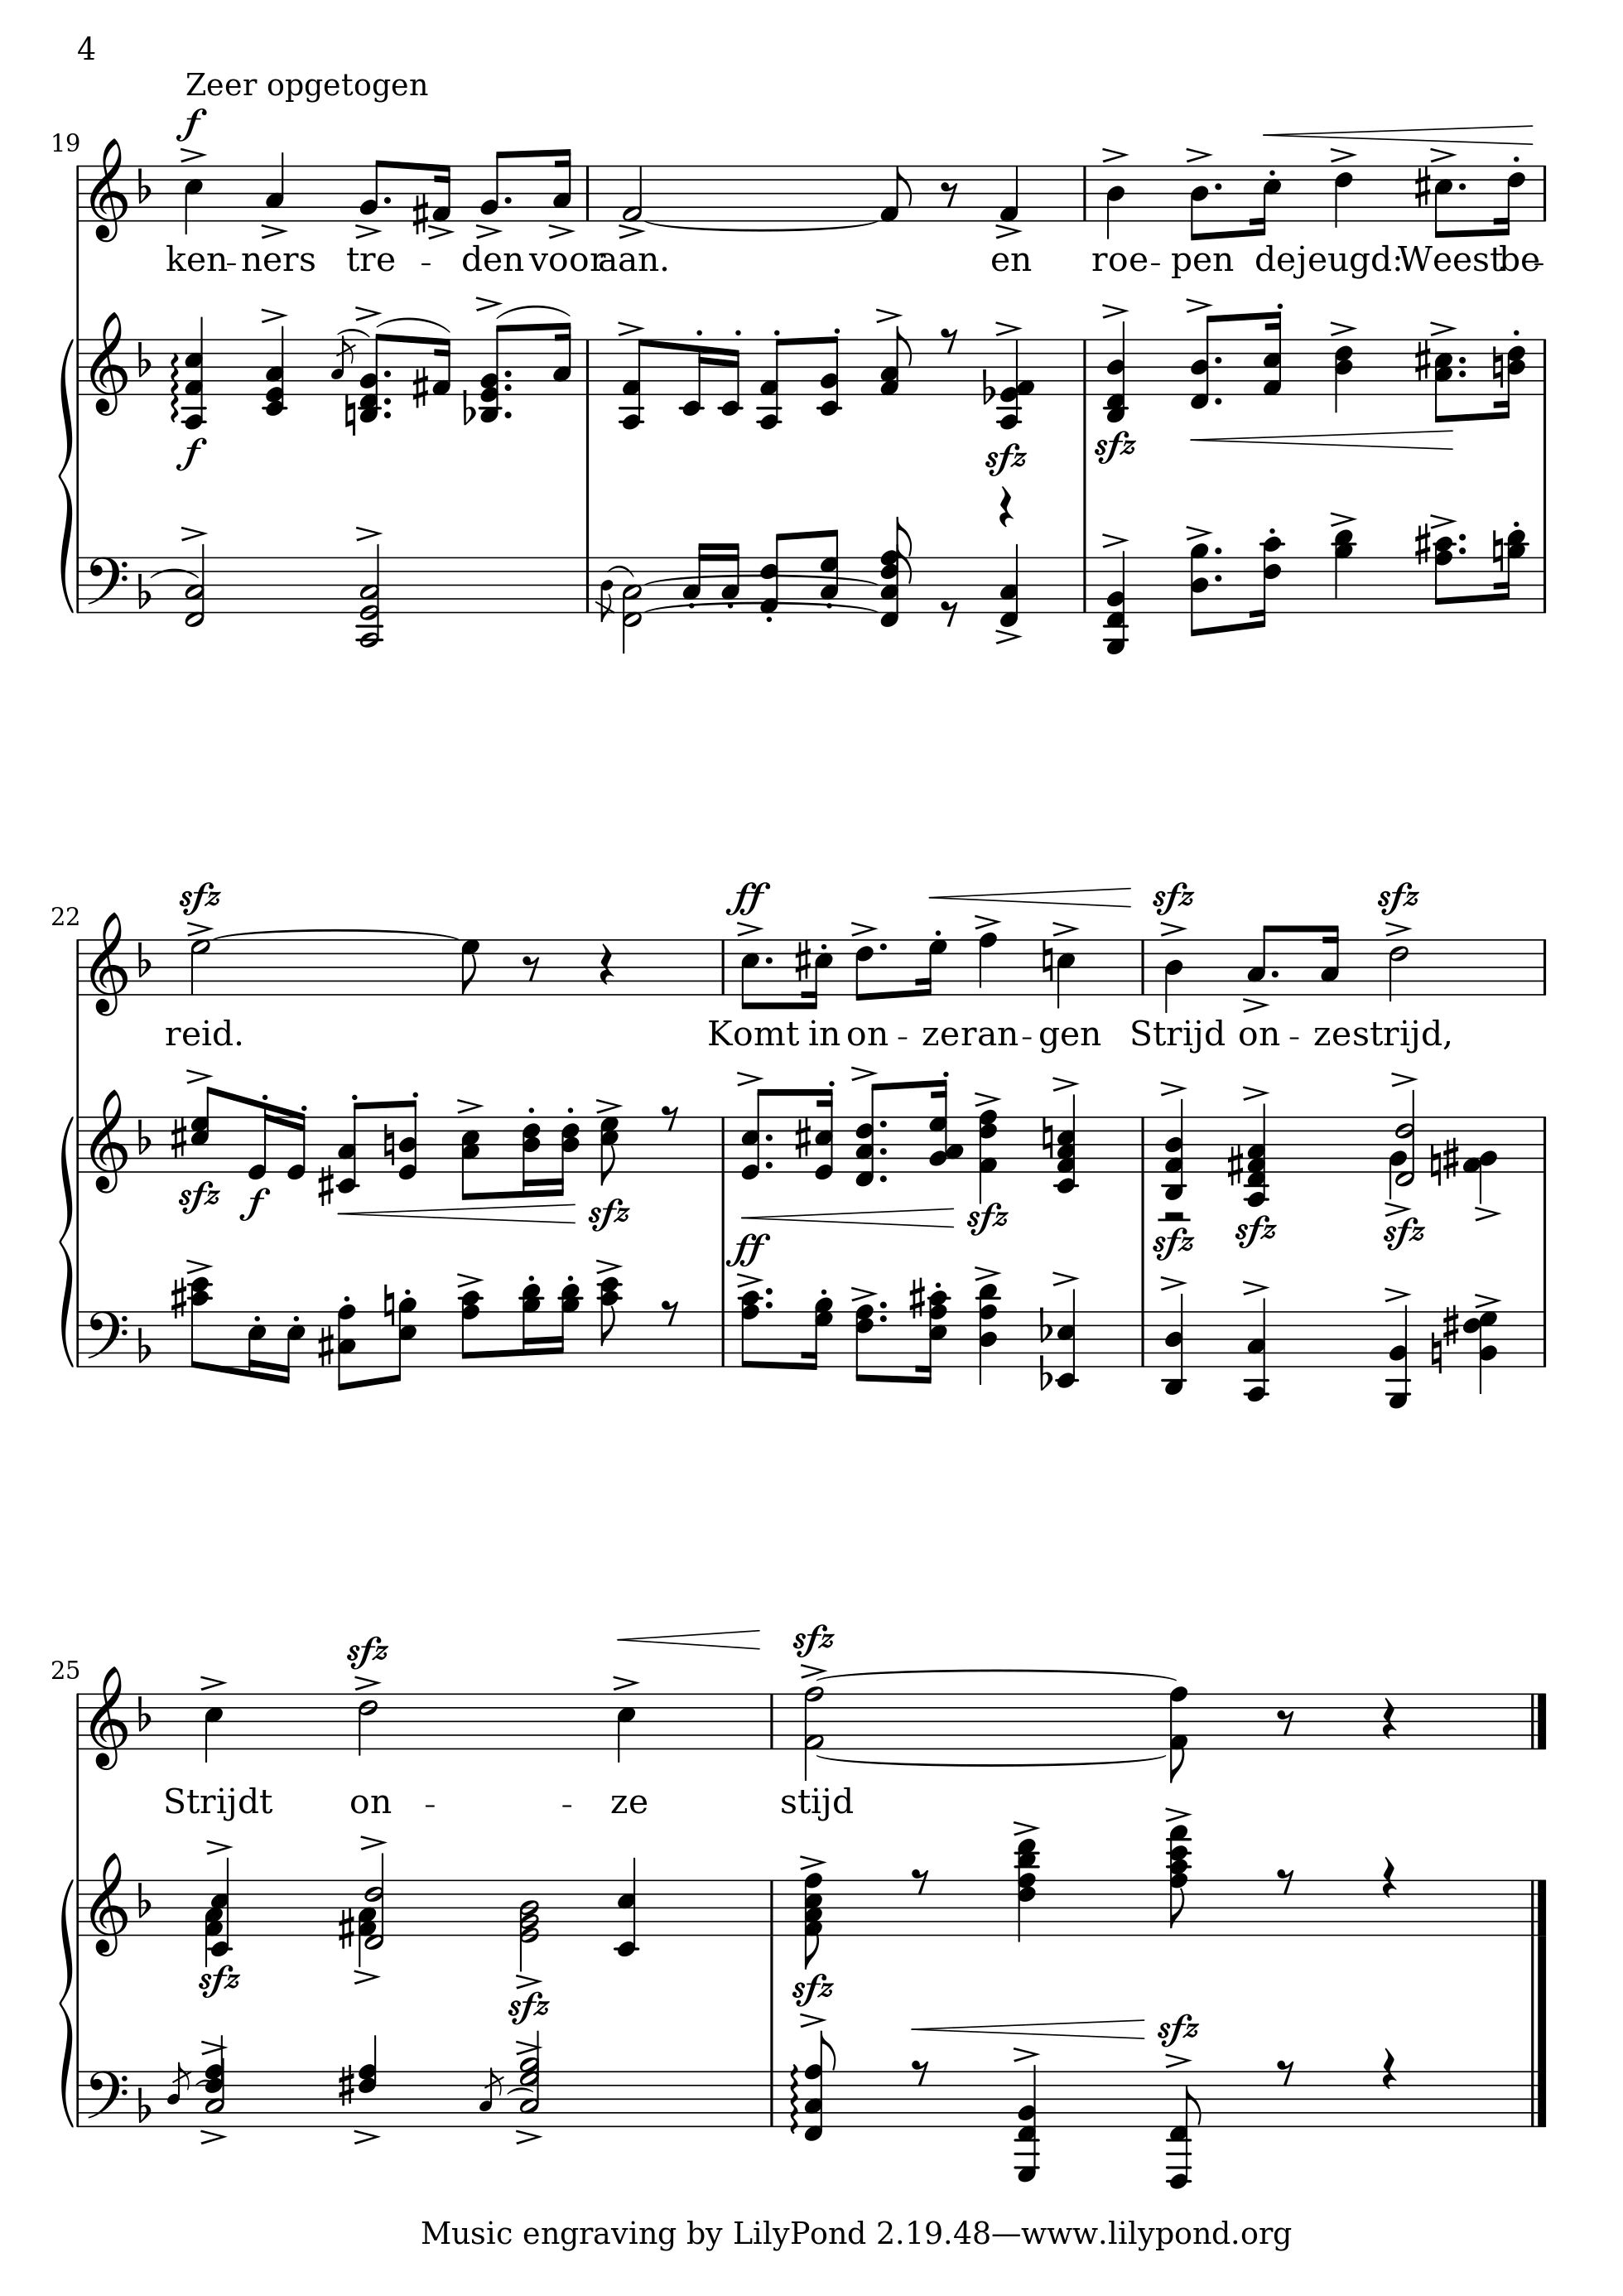 4
Zeer opgetogen
f
19
ken - ners tre - den voor aan. en roe - pen de jeugd: Weest be -
f sfz sfz
sfz
22
ff sfz sfz
reid. Komt in on - ze ran - gen Strijd on - ze strijd,
sfz f sfz ff sfz sfz sfz sfz
25
sfz sfz
Strijdt on - - ze stijd
sfz sfz sfz sfz
Music engraving by LilyPond 2.19.48—www.lilypond.org